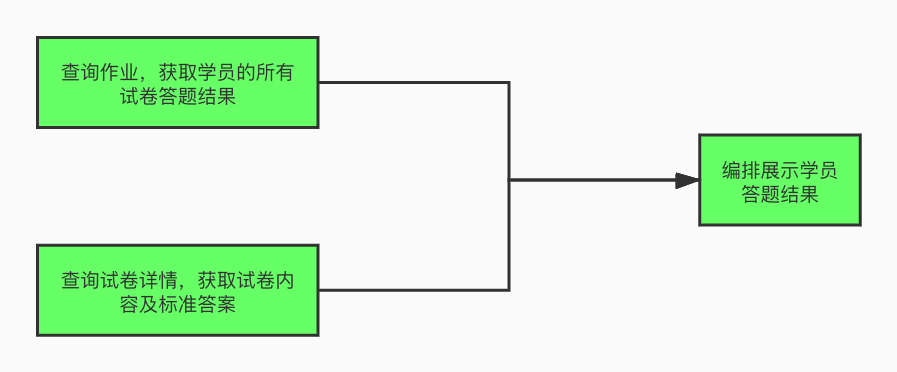 查询作业，获取学员的所有
试卷答题结果
编排展示学员
答题结果
查询试卷详情，获取试卷内
容及标准答案